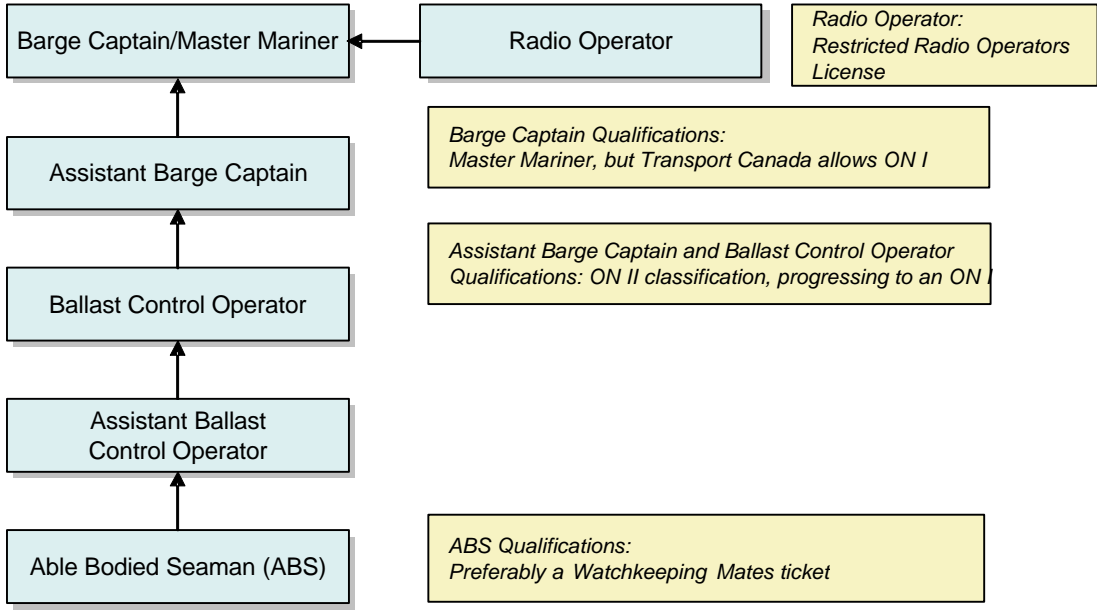 Barge Captain/Master Mariner
Radio Operator
Radio Operator:
Restricted Radio Operators
License
Assistant Barge Captain
Barge Captain Qualifications:
Master Mariner, but Transport Canada allows ON I
Ballast Control Operator
Assistant Barge Captain and Ballast Control Operator
Qualifications: ON II classification, progressing to an ON I
Assistant Ballast
Control Operator
Able Bodied Seaman (ABS)
ABS Qualifications:
Preferably a Watchkeeping Mates ticket